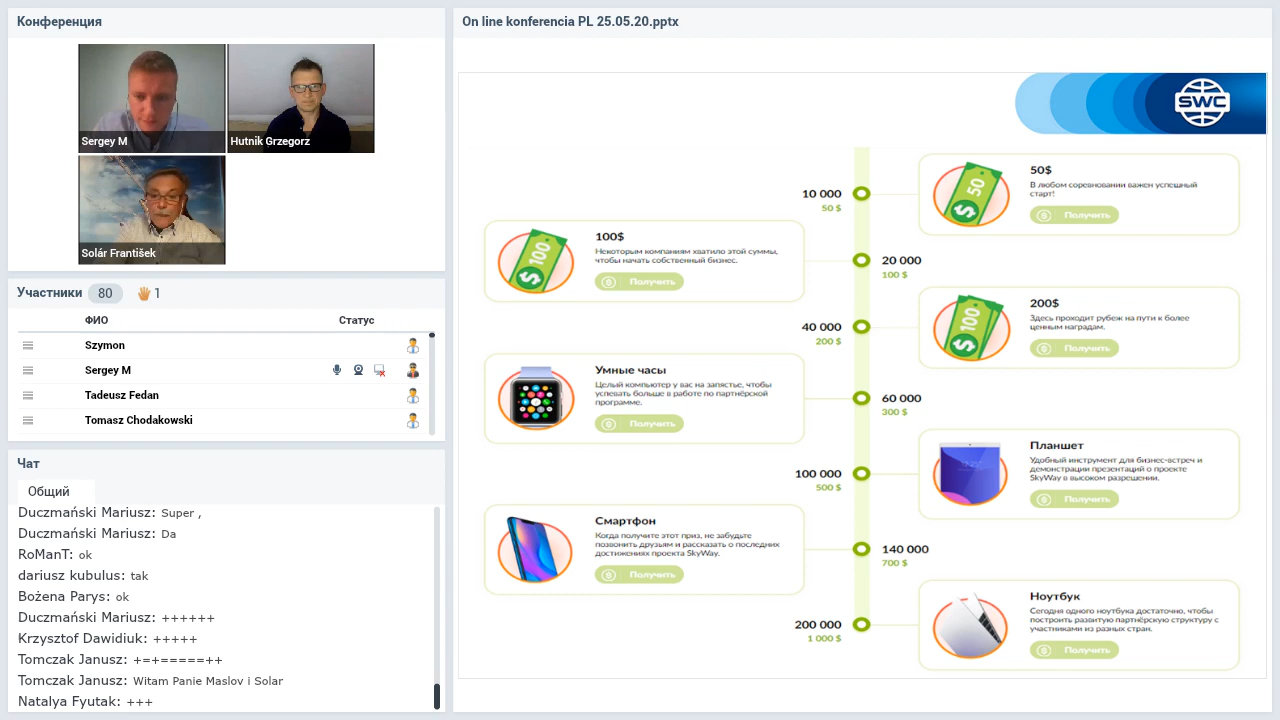 Конференция
Sergey M
Hutnik Grzegorz
Solár František
Участники 80 1
ФИО Статус
Szymon
Sergey M
Tadeusz Fedan
Tomasz Chodakowski
Чат
Общий
Duczmański Mariusz: Super ,
Duczmański Mariusz: Da
RoManT: ok
dariusz kubulus: tak
Bożena Parys: ok
Duczmański Mariusz: ++++++
Krzysztof Dawidiuk: +++++
Tomczak Janusz: +=+=====++
Tomczak Janusz: Witam Panie Maslov i Solar
Natalya Fyutak: +++
On line konferencia PL 25.05.20.pptx
SWC
10 000
50 $
50
50$
В любом соревновании важен успешный
старт!
Получить
100
100$
Некоторым компаниям хватило этой суммы,
чтобы начать собственный бизнес.
Получить
20 000
100 $
40 000
200 $
100
200$
Здесь проходит рубеж на пути к более
ценным наградам.
Получить
Умные часы
Целый компьютер у вас на запястье, чтобы
успевать больше в работе по партнёрской
программе.
Получить
60 000
300 $
100 000
500 $
Планшет
Удобный инструмент для бизнес-встреч и
демонстрации презентаций о проекте
SkyWay в высоком разрешении.
Получить
Смартфон
Когда получите этот приз, не забудьте
позвонить друзьям и рассказать о последних
достижениях проекта SkyWay.
Получить
140 000
700 $
200 000
1 000 $
Ноутбук
Сегодня одного ноутбука достаточно, чтобы
построить развитую партнёрскую структуру с
участниками из разных стран.
Получить